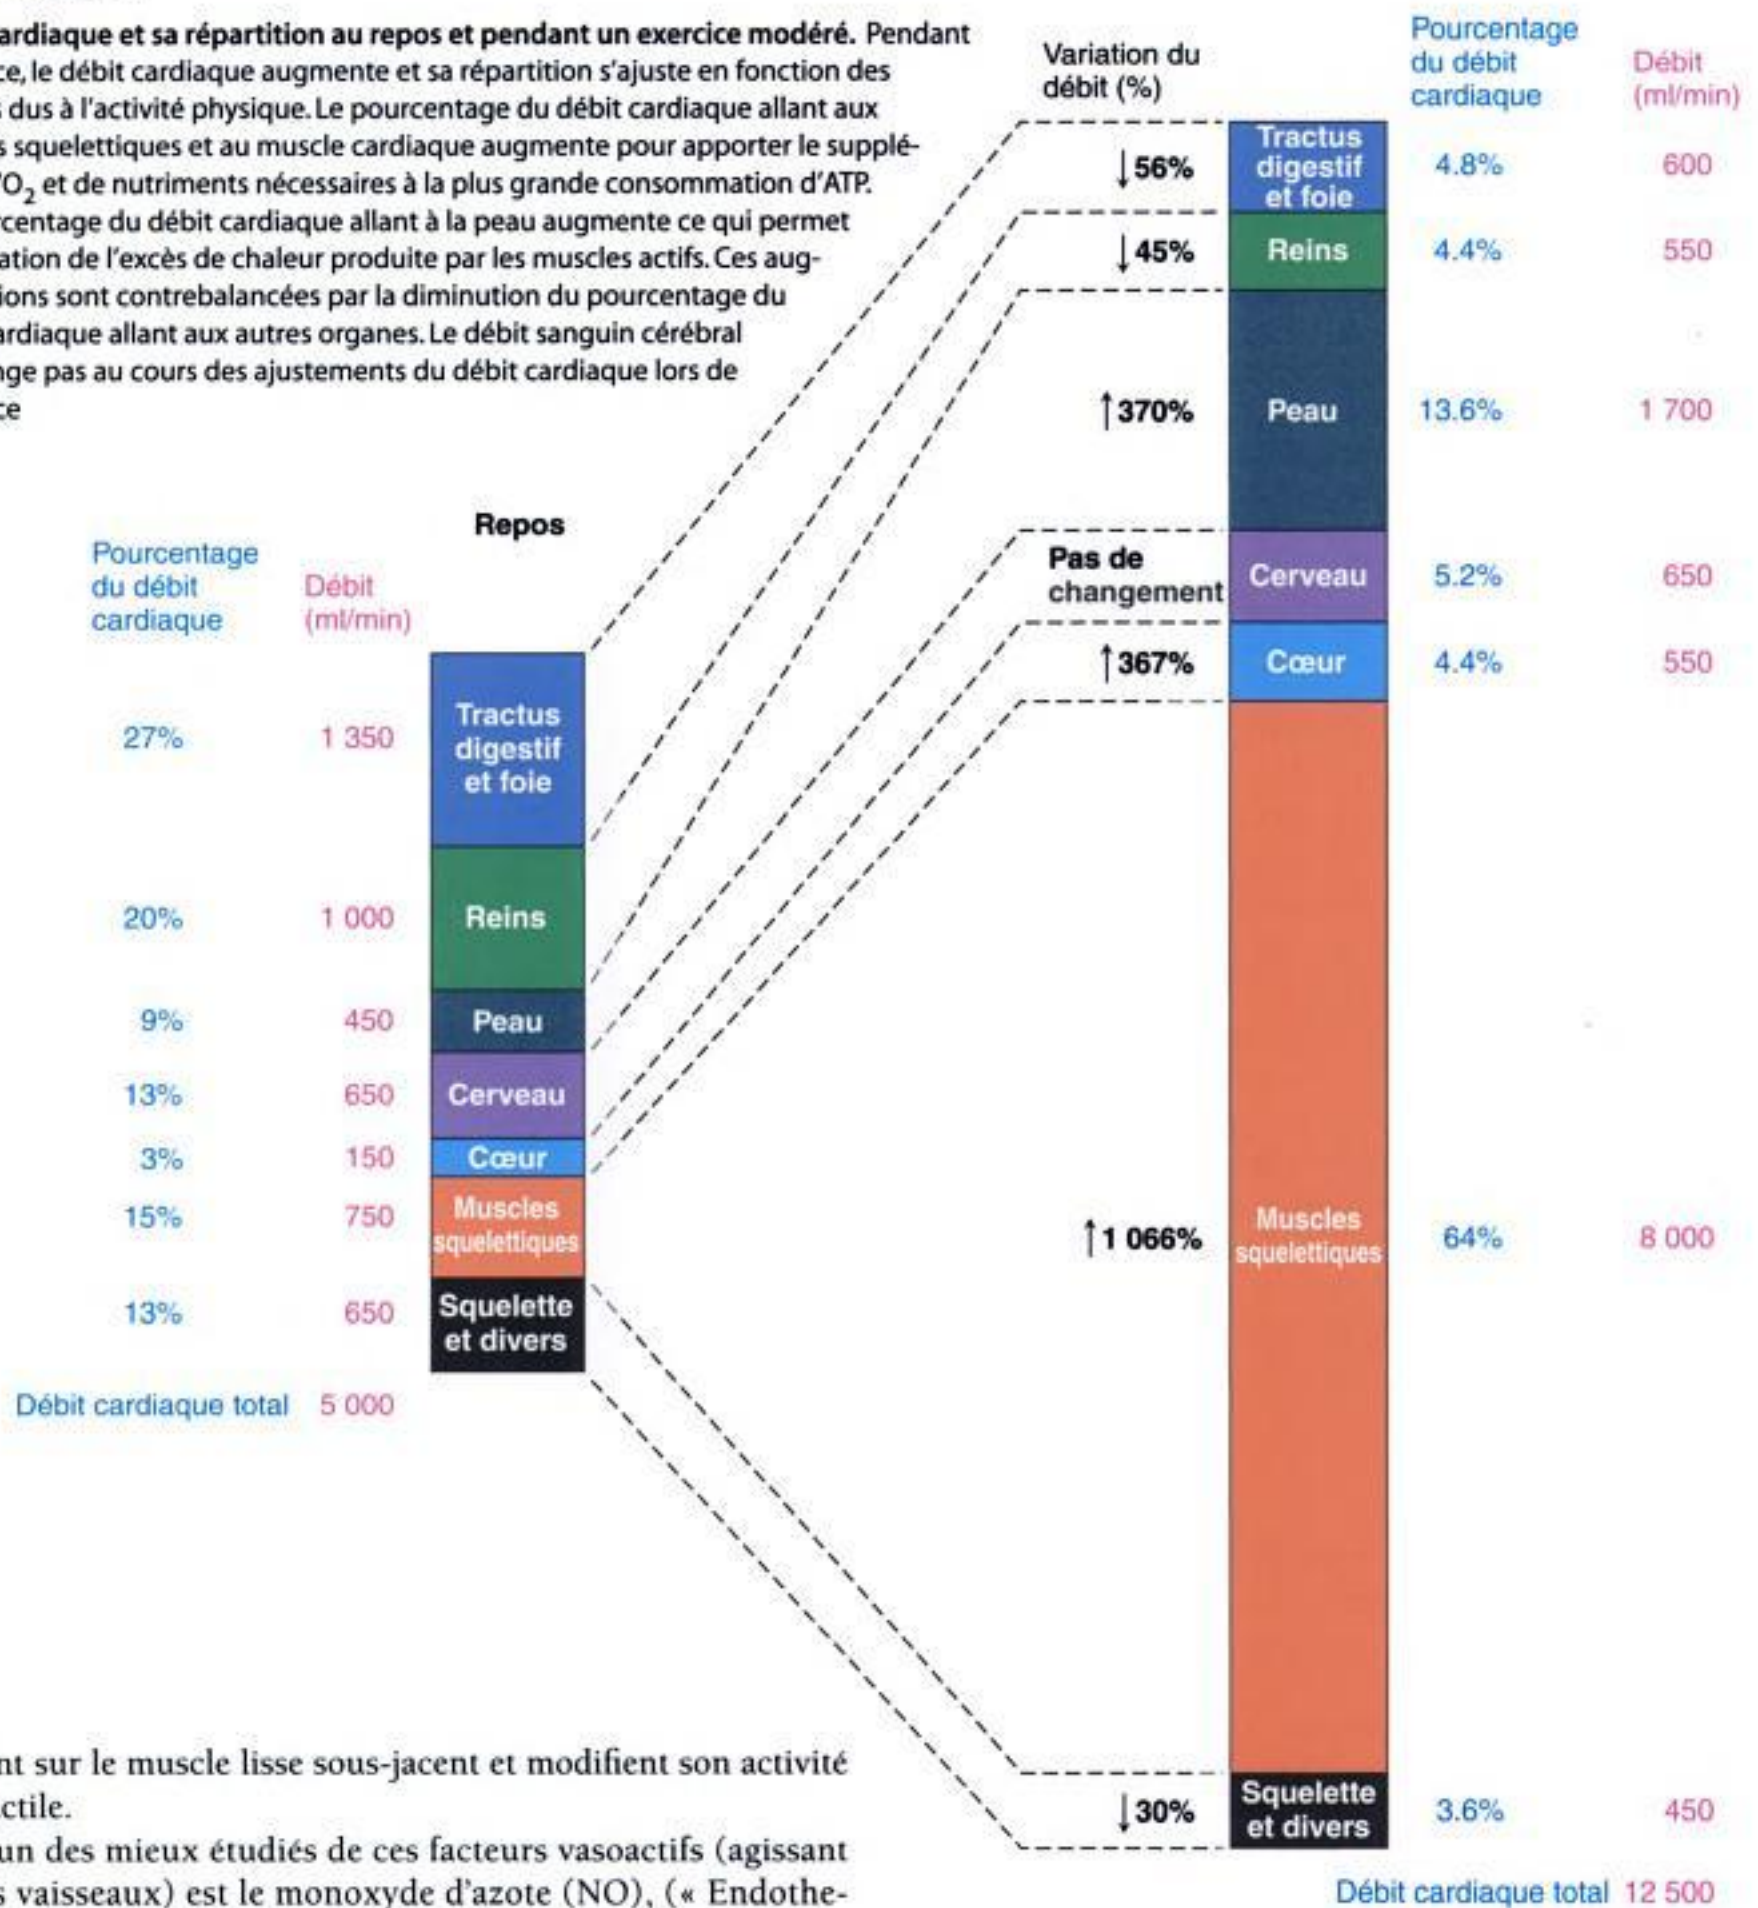 ardiaque et sa répartition au repos et pendant un exercice modéré. Pendant
ce, le débit cardiaque augmente et sa répartition s'ajuste en fonction des
s dus à l'activité physique. Le pourcentage du débit cardiaque allant aux
s squelettiques et au muscle cardiaque augmente pour apporter le supplé-
'O2 et de nutriments nécessaires à la plus grande consommation d'ATP.
rcentage du débit cardiaque allant à la peau augmente ce qui permet
ation de l'excès de chaleur produite par les muscles actifs. Ces aug-
ions sont contrebalancées par la diminution du pourcentage du
ardiaque allant aux autres organes. Le débit sanguin cérébral
nge pas au cours des ajustements du débit cardiaque lors de
ce
Repos
Pourcentage
du débit
cardiaque
Débit
(ml/min)
27% 1 350 Tractus
digestif
et foie
20% 1 000 Reins
9% 450 Peau
13% 650 Cerveau
3% 150 Cœur
15% 750 Muscles
squelettiques
13% 650 Squelette
et divers
Débit cardiaque total 5 000
Variation du
débit (%)
Pourcentage
du débit
cardiaque
Débit
(ml/min)
↓56% Tractus
digestif
et foie 4.8% 600
↓45% Reins 4.4% 550
↑370% Peau 13.6% 1 700
Pas de
changement Cerveau 5.2% 650
↑367% Cœur 4.4% 550
↑1 066% Muscles
squelettiques 64% 8 000
↓30% Squelette
et divers 3.6% 450
Débit cardiaque total 12 500
nt sur le muscle lisse sous-jacent et modifient son activité
ctile.
un des mieux étudiés de ces facteurs vasoactifs (agissant
s vaisseaux) est le monoxyde d'azote (NO), (« Endothe-